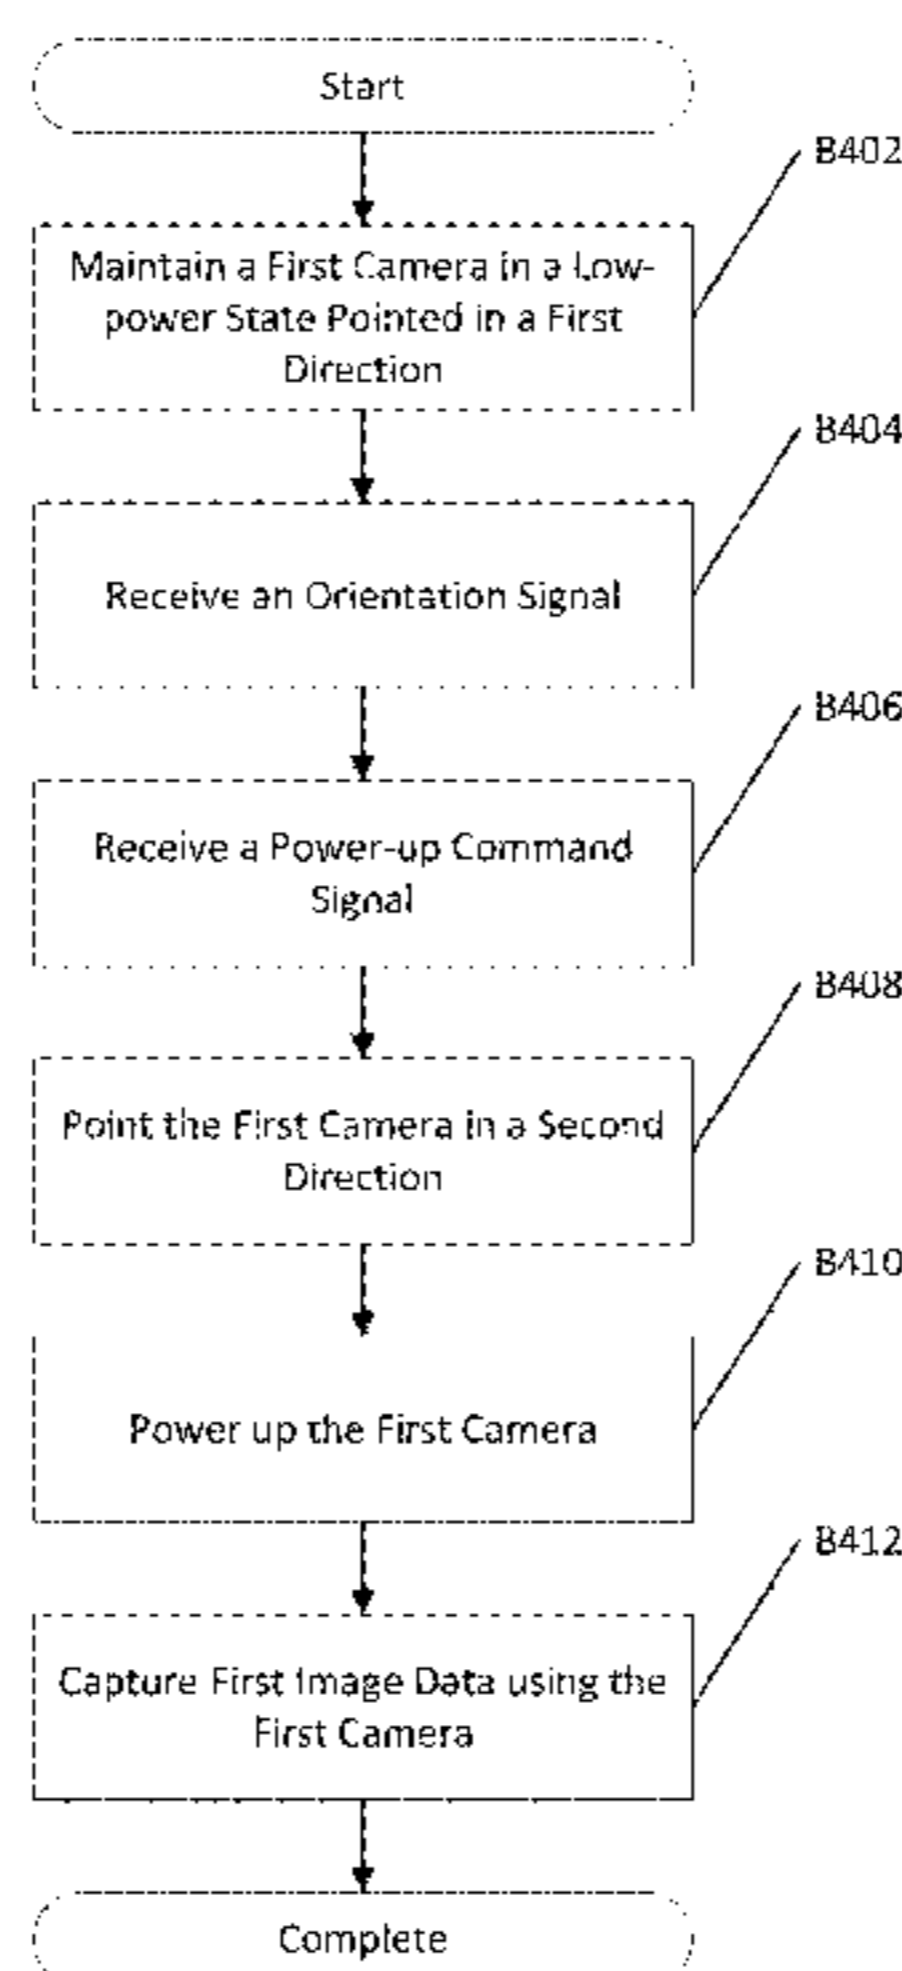 Start
B402
Maintain a First Camera in a Low-
power State Pointed in a First
Direction
B404
Receive an Orientation Signal
B406
Receive a Power-up Command
Signal
B408
Point the First Camera in a Second
Direction
B410
Power up the First Camera
B412
Capture First Image Data using the
First Camera
Complete